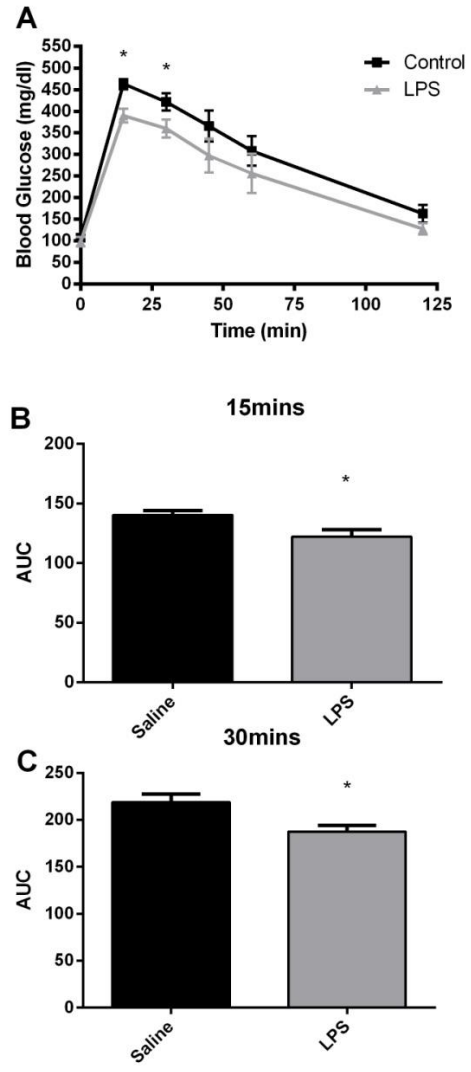 A
* *
Control
LPS
550
500
450
400
350
300
250
200
150
100
50
0
Blood Glucose (mg/dl)
0 25 50 75 100 125
Time (min)
B
15mins
200
150
100
50
0
AUC
*
Saline LPS
C
30mins
250
200
150
100
50
0
AUC
*
Saline LPS